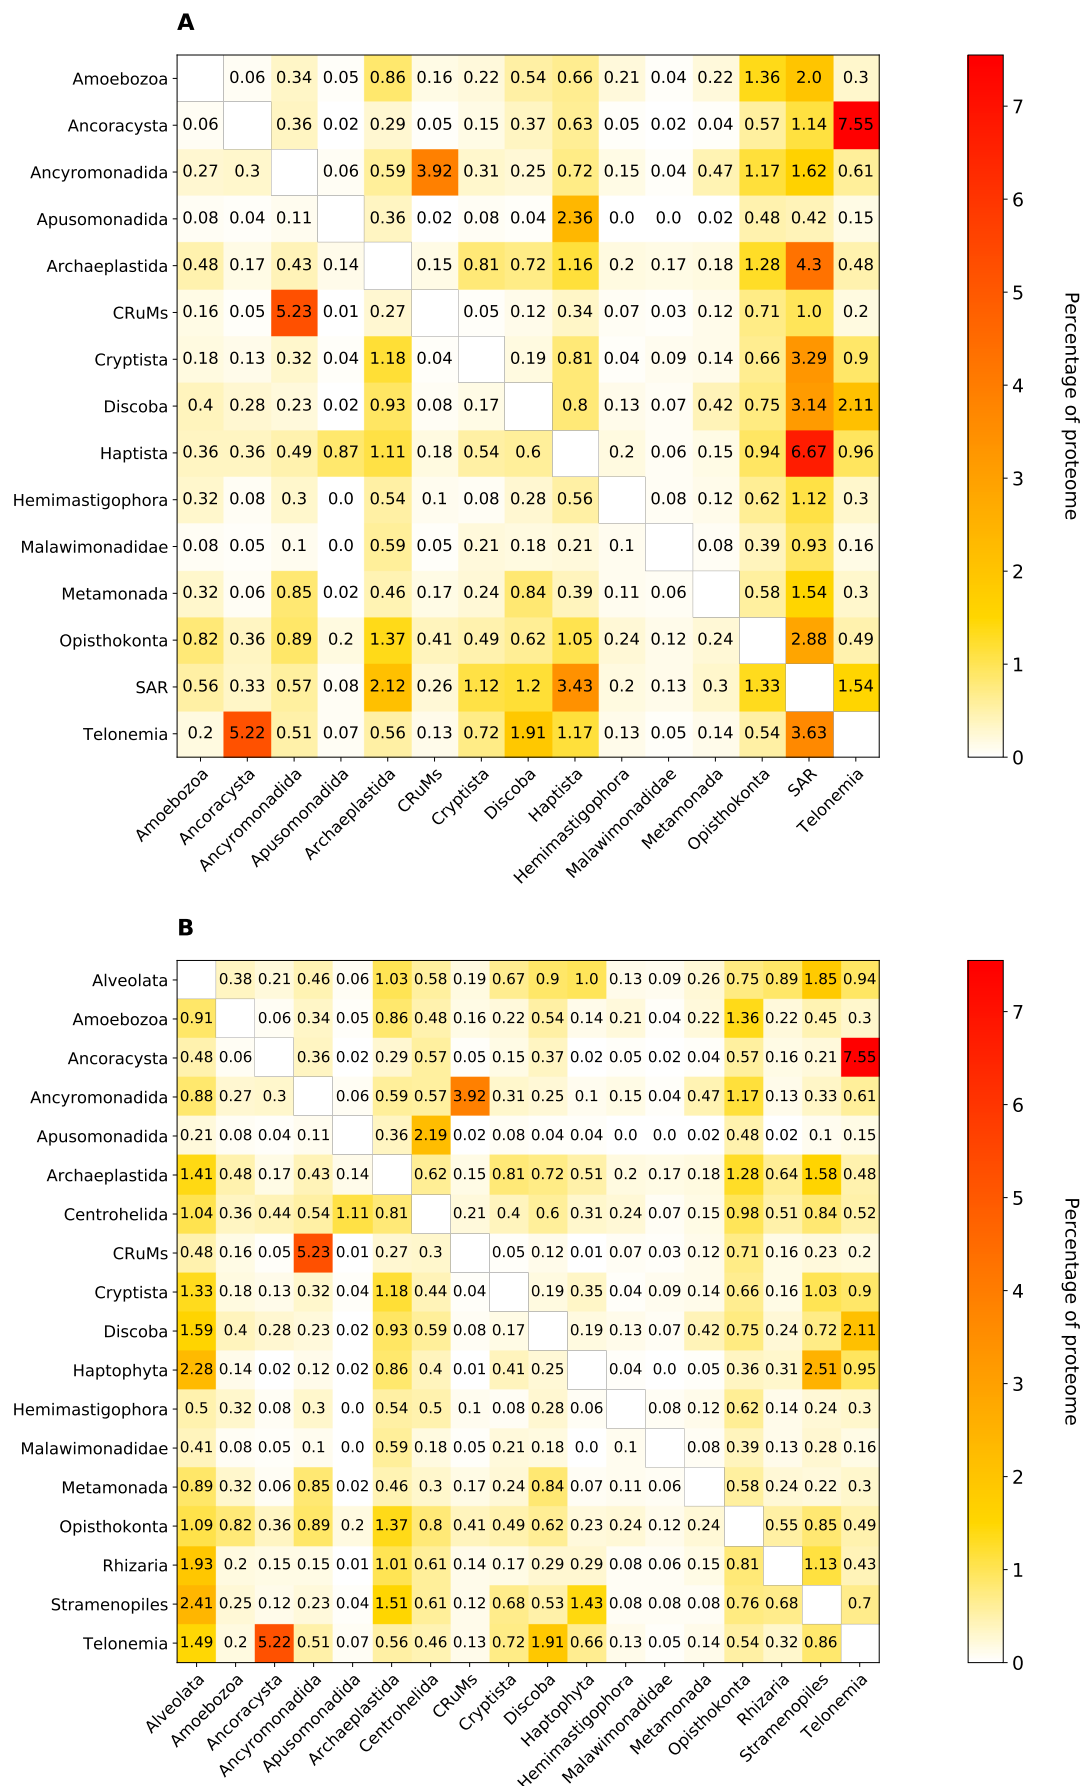 A
Amoebozoa 0.06 0.34 0.05 0.86 0.16 0.22 0.54 0.66 0.21 0.04 0.22 1.36 2.0 0.3
Ancoracysta 0.06 0.36 0.02 0.29 0.05 0.15 0.37 0.63 0.05 0.02 0.04 0.57 1.14 7.55
Ancyromonadida 0.27 0.3 0.06 0.59 3.92 0.31 0.25 0.72 0.15 0.04 0.47 1.17 1.62 0.61
Apusomonadida 0.08 0.04 0.11 0.36 0.02 0.08 0.04 2.36 0.0 0.0 0.02 0.48 0.42 0.15
Archaeplastida 0.48 0.17 0.43 0.14 0.15 0.81 0.72 1.16 0.2 0.17 0.18 1.28 4.3 0.48
CRuMs 0.16 0.05 5.23 0.01 0.27 0.05 0.12 0.34 0.07 0.03 0.12 0.71 1.0 0.2
Cryptista 0.18 0.13 0.32 0.04 1.18 0.04 0.19 0.81 0.04 0.09 0.14 0.66 3.29 0.9
Discoba 0.4 0.28 0.23 0.02 0.93 0.08 0.17 0.8 0.13 0.07 0.42 0.75 3.14 2.11
Haptista 0.36 0.36 0.49 0.87 1.11 0.18 0.54 0.6 0.2 0.06 0.15 0.94 6.67 0.96
Hemimastigophora 0.32 0.08 0.3 0.0 0.54 0.1 0.08 0.28 0.56 0.08 0.12 0.62 1.12 0.3
Malawimonadidae 0.08 0.05 0.1 0.0 0.59 0.05 0.21 0.18 0.21 0.1 0.08 0.39 0.93 0.16
Metamonada 0.32 0.06 0.85 0.02 0.46 0.17 0.24 0.84 0.39 0.11 0.06 0.58 1.54 0.3
Opisthokonta 0.82 0.36 0.89 0.2 1.37 0.41 0.49 0.62 1.05 0.24 0.12 0.24 2.88 0.49
SAR 0.56 0.33 0.57 0.08 2.12 0.26 1.12 1.2 3.43 0.2 0.13 0.3 1.33 1.54
Telonemia 0.2 5.22 0.51 0.07 0.56 0.13 0.72 1.91 1.17 0.13 0.05 0.14 0.54 3.63
Amoebozoa Ancoracysta Ancyromonadida Apusomonadida Archaeplastida CRuMs Cryptista Discoba Haptista Hemimastigophora Malawimonadidae Metamonada Opisthokonta SAR Telonemia
7
6
5
4
3
2
1
0
Percentage of proteome
B
Alveolata 0.38 0.21 0.46 0.06 1.03 0.58 0.19 0.67 0.9 1.0 0.13 0.09 0.26 0.75 0.89 1.85 0.94
Amoebozoa 0.91 0.06 0.34 0.05 0.86 0.48 0.16 0.22 0.54 0.14 0.21 0.04 0.22 1.36 0.22 0.45 0.3
Ancoracysta 0.48 0.06 0.36 0.02 0.29 0.57 0.05 0.15 0.37 0.02 0.05 0.02 0.04 0.57 0.16 0.21 7.55
Ancyromonadida 0.88 0.27 0.3 0.06 0.59 0.57 3.92 0.31 0.25 0.1 0.15 0.04 0.47 1.17 0.13 0.33 0.61
Apusomonadida 0.21 0.08 0.04 0.11 0.36 2.19 0.02 0.08 0.04 0.04 0.0 0.0 0.02 0.48 0.02 0.1 0.15
Archaeplastida 1.41 0.48 0.17 0.43 0.14 0.62 0.15 0.81 0.72 0.51 0.2 0.17 0.18 1.28 0.64 1.58 0.48
Centrohelida 1.04 0.36 0.44 0.54 1.11 0.81 0.21 0.4 0.6 0.31 0.24 0.07 0.15 0.98 0.51 0.84 0.52
CRuMs 0.48 0.16 0.05 5.23 0.01 0.27 0.3 0.05 0.12 0.01 0.07 0.03 0.12 0.71 0.16 0.23 0.2
Cryptista 1.33 0.18 0.13 0.32 0.04 1.18 0.44 0.04 0.19 0.35 0.04 0.09 0.14 0.66 0.16 1.03 0.9
Discoba 1.59 0.4 0.28 0.23 0.02 0.93 0.59 0.08 0.17 0.19 0.13 0.07 0.42 0.75 0.24 0.72 2.11
Haptophyta 2.28 0.14 0.02 0.12 0.02 0.86 0.4 0.01 0.41 0.25 0.04 0.0 0.05 0.36 0.31 2.51 0.95
Hemimastigophora 0.5 0.32 0.08 0.3 0.0 0.54 0.5 0.1 0.08 0.28 0.06 0.08 0.12 0.62 0.14 0.24 0.3
Malawimonadidae 0.41 0.08 0.05 0.1 0.0 0.59 0.18 0.05 0.21 0.18 0.0 0.1 0.08 0.39 0.13 0.28 0.16
Metamonada 0.89 0.32 0.06 0.85 0.02 0.46 0.3 0.17 0.24 0.84 0.07 0.11 0.06 0.58 0.24 0.22 0.3
Opisthokonta 1.09 0.82 0.36 0.89 0.2 1.37 0.8 0.41 0.49 0.62 0.23 0.24 0.12 0.24 0.55 0.85 0.49
Rhizaria 1.93 0.2 0.15 0.15 0.01 1.01 0.61 0.14 0.17 0.29 0.29 0.08 0.06 0.15 0.81 1.13 0.43
Stramenopiles 2.41 0.25 0.12 0.23 0.04 1.51 0.61 0.12 0.68 0.53 1.43 0.08 0.08 0.08 0.76 0.68 0.7
Telonemia 1.49 0.2 5.22 0.51 0.07 0.56 0.46 0.13 0.72 1.91 0.66 0.13 0.05 0.14 0.54 0.32 0.86
Alveolata Amoebozoa Ancoracysta Ancyromonadida Apusomonadida Archaeplastida Centrohelida CRuMs Cryptista Discoba Haptophyta Hemimastigophora Malawimonadidae Metamonada Opisthokonta Rhizaria Stramenopiles Telonemia
7
6
5
4
3
2
1
0
Percentage of proteome